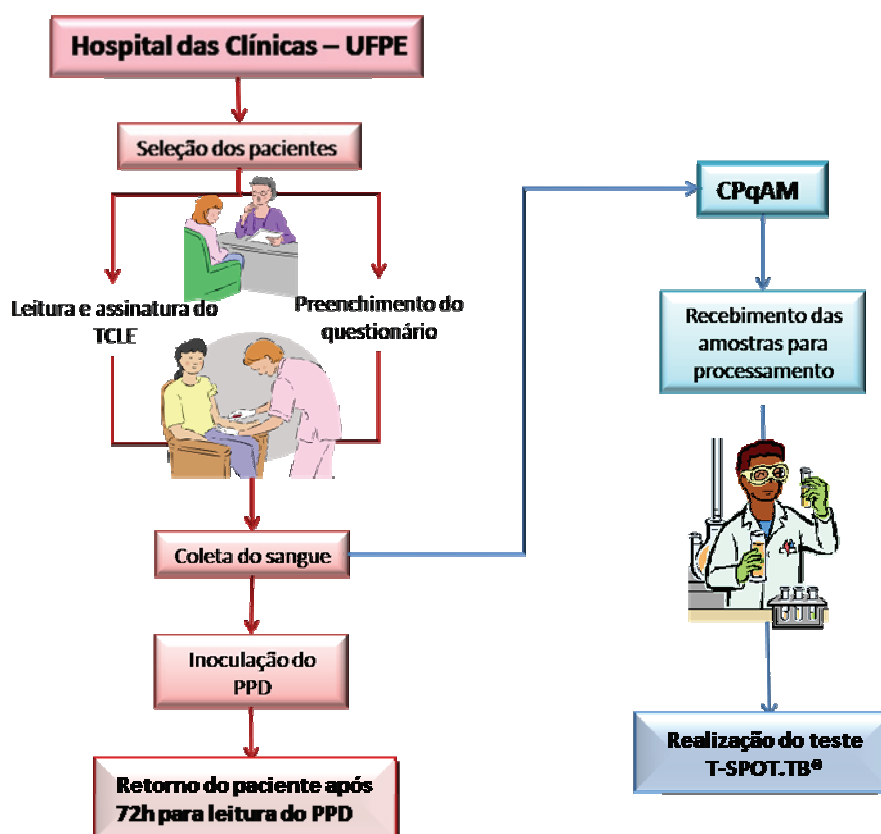 Hospital das Clínicas – UFPE
Seleção dos pacientes
Leitura e assinatura do
TCLE
Preenchimento do
questionário
Coleta do sangue
Inoculação do
PPD
Retorno do paciente após
72h para leitura do PPD
CPqAM
Recebimento das
amostras para
processamento
Realização do teste
T-SPOT.TB®